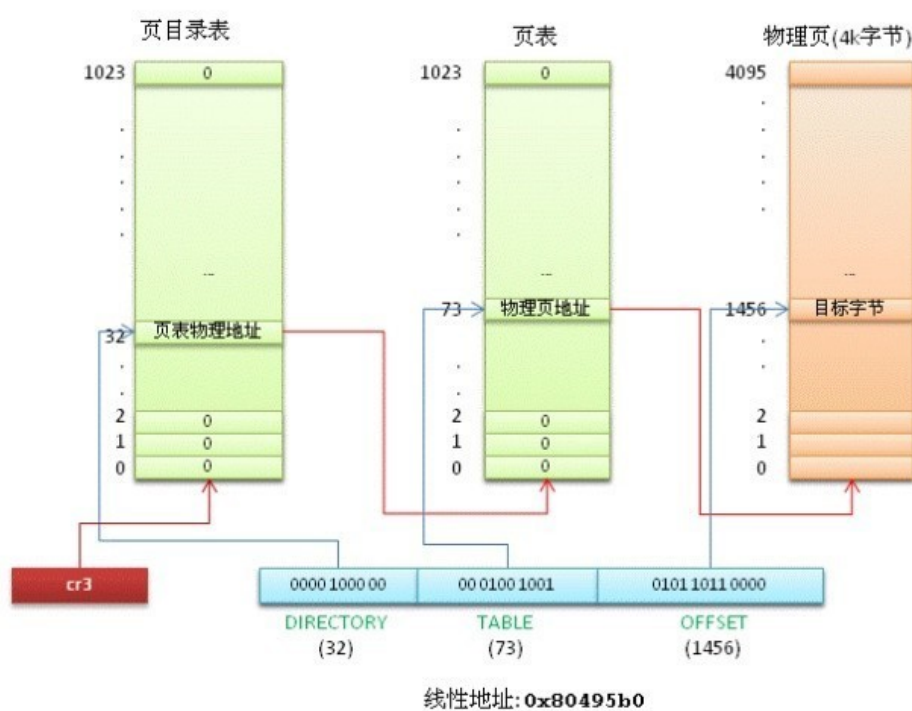 页目录表
页表
物理页(4k字节)
1023 0
1023 0
4095
...
...
...
页表物理地址
32
73 物理页地址
1456 目标字节
2 0
1 0
0 0
2 0
1 0
0 0
2
1
0
cr3
0000 1000 00
00 0100 1001
0101 1011 0000
DIRECTORY
(32)
TABLE
(73)
OFFSET
(1456)
线性地址: 0x80495b0